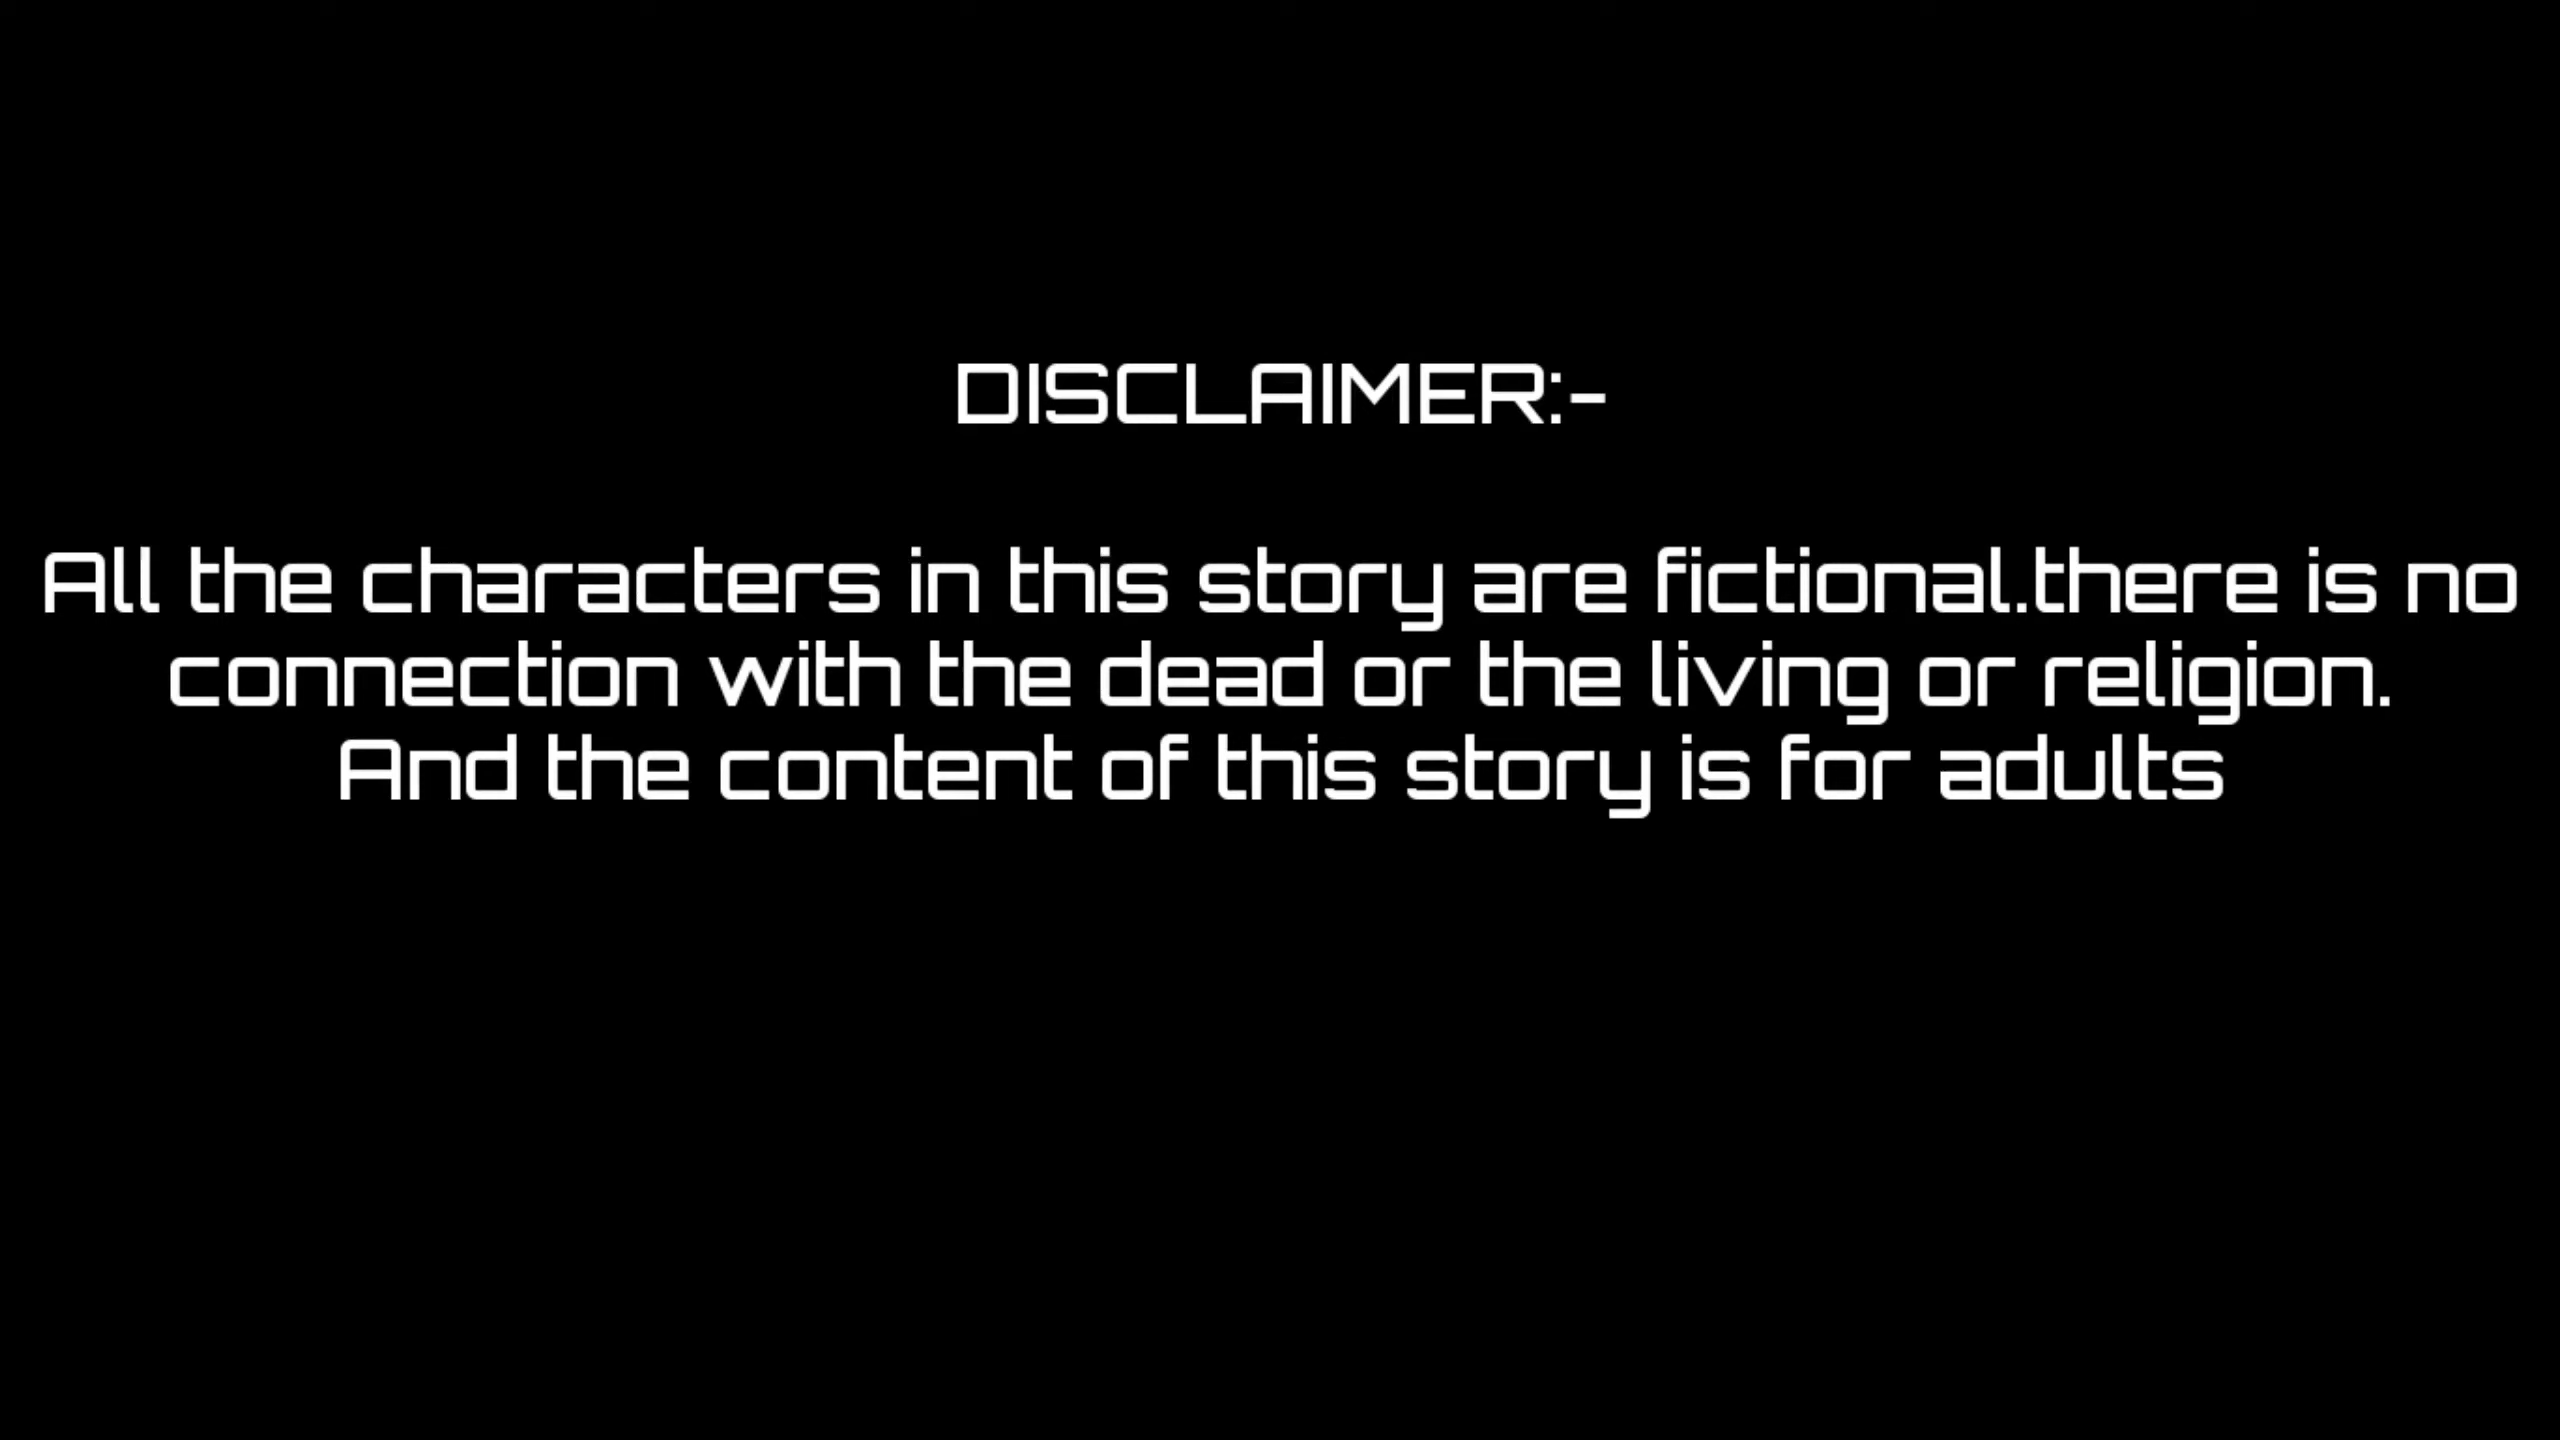 DISCLAIMER:-
All the characters in this story are fictional.there is no
connection with the dead or the living or religion.
And the content of this story is for adults